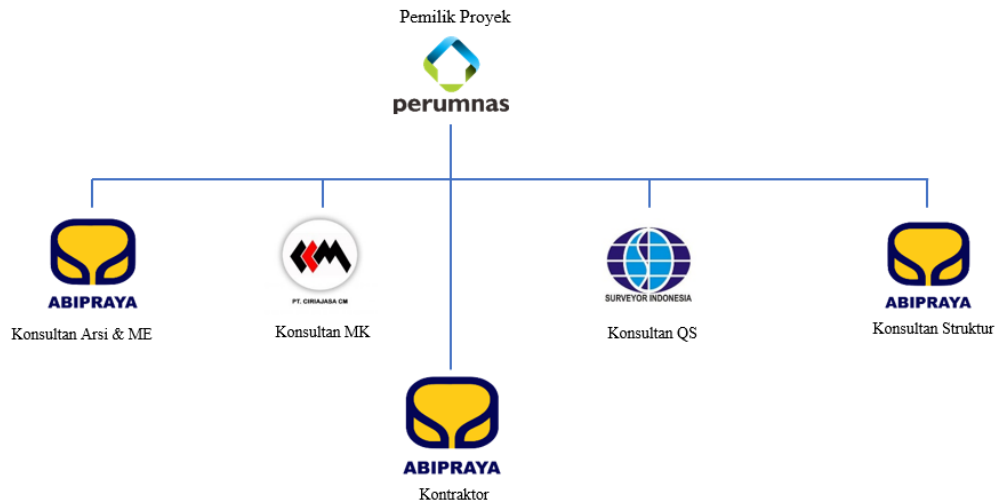 Pemilik Proyek
perumnas
ABIPRAYA
Konsultan Arsi & ME
PT. CIRIAJASA CM
Konsultan MK
SURVEYOR INDONESIA
Konsultan QS
ABIPRAYA
Konsultan Struktur
ABIPRAYA
Kontraktor